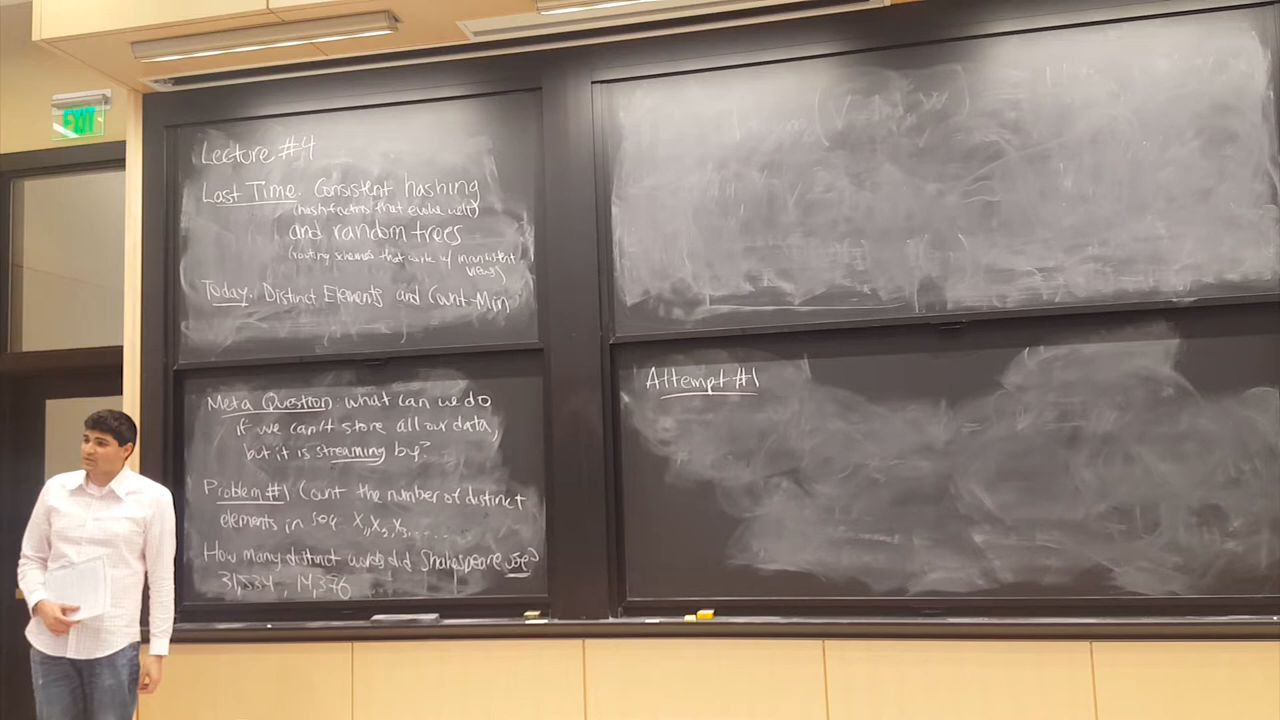 EXIT
Lecture #4
Last Time. Consistent hashing
(hash fnctns that evolve well)
and random trees
(routing schemes that work w/ inconsistent
views)
Today. Distinct Elements and Count-Min
Meta Question: what can we do
if we can't store all our data,
but it is streaming by?
Problem #1 Count the number of distinct
elements in seq x1, x2, x3, .....
How many distinct words did Shakespeare use?
31,534, 14,376
Attempt #1